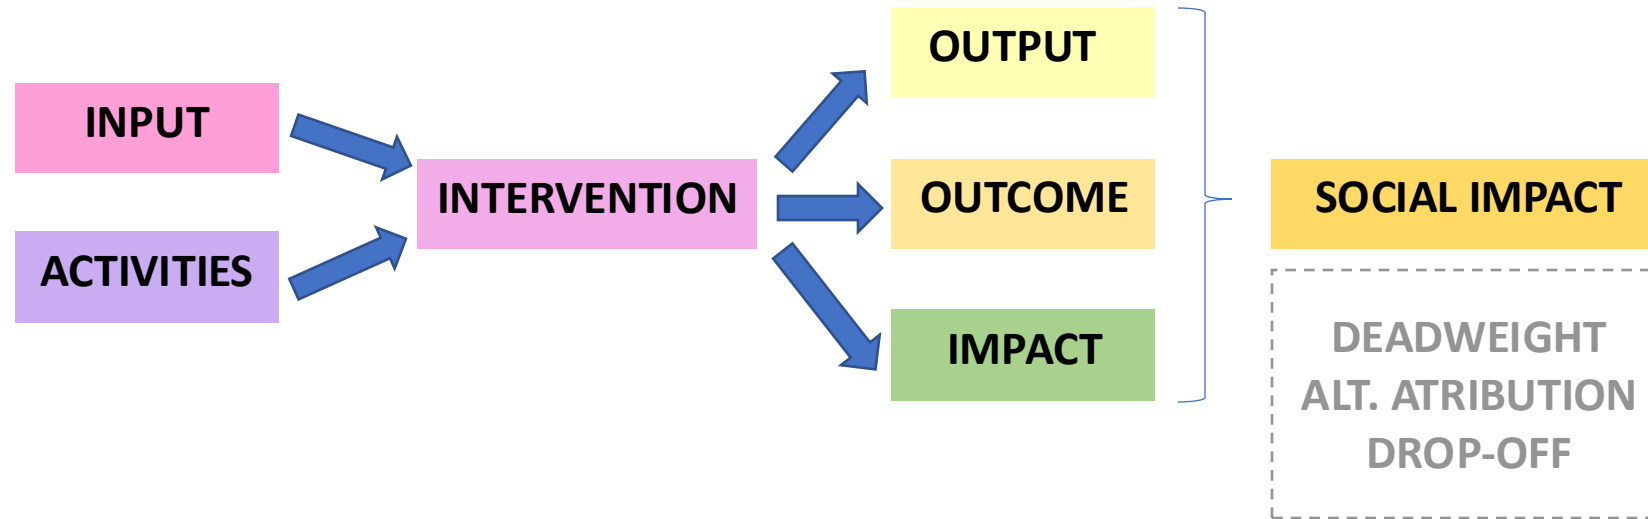 INPUT
ACTIVITIES
INTERVENTION
OUTPUT
OUTCOME
IMPACT
SOCIAL IMPACT
DEADWEIGHT
ALT. ATRIBUTION
DROP-OFF